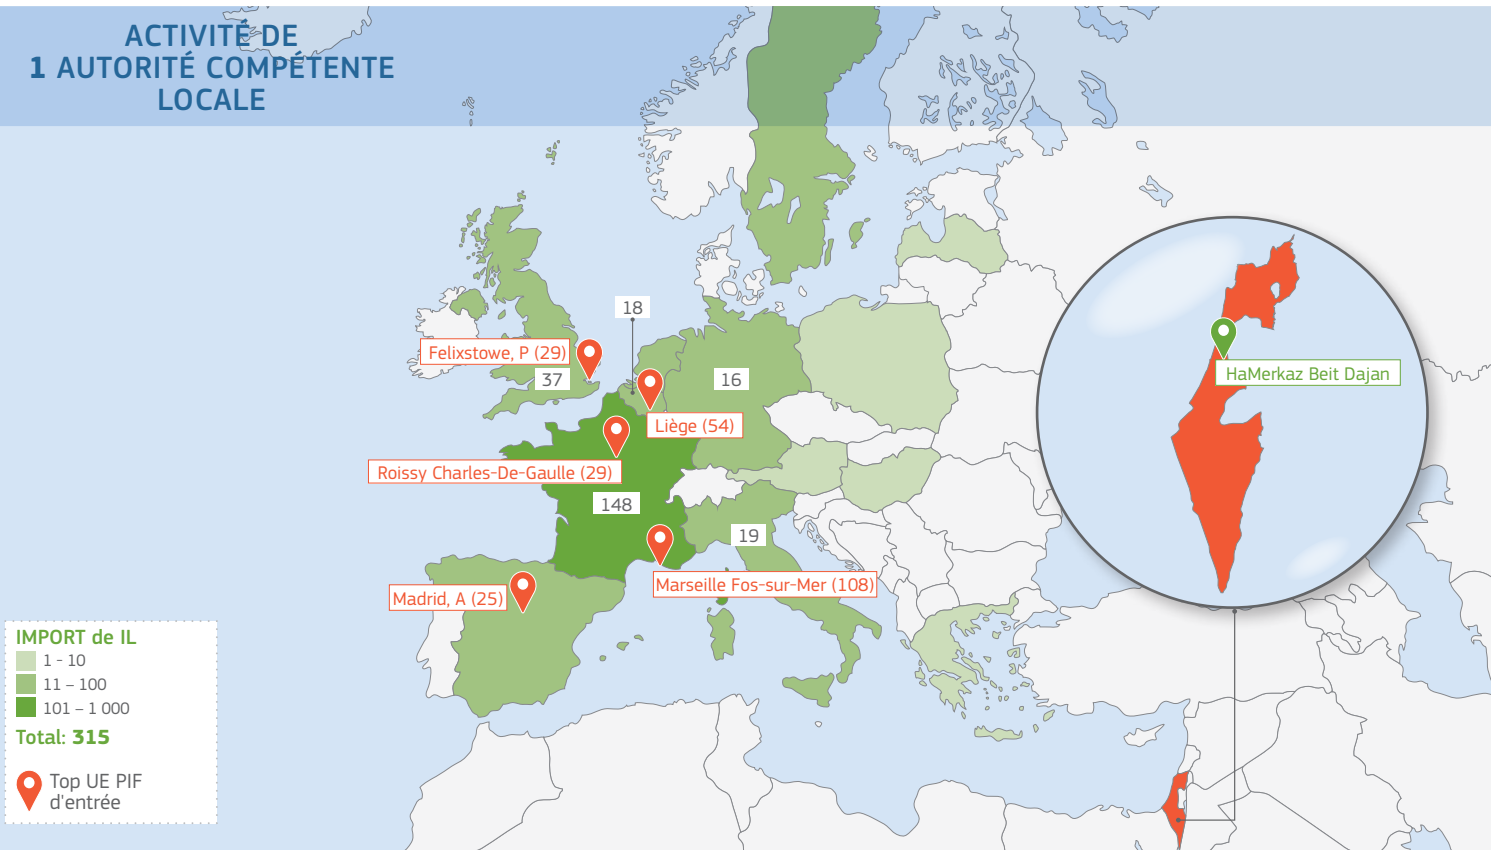 ACTIVITÉ DE
1 AUTORITÉ COMPÉTENTE
LOCALE
18
Felixstowe, P (29)
37
16
HaMerkaz Beit Dajan
Liège (54)
Roissy Charles-De-Gaulle (29)
148
19
Marseille Fos-sur-Mer (108)
Madrid, A (25)
IMPORT de IL
1 - 10
11 – 100
101 – 1 000
Total: 315
Top UE PIF
d'entrée